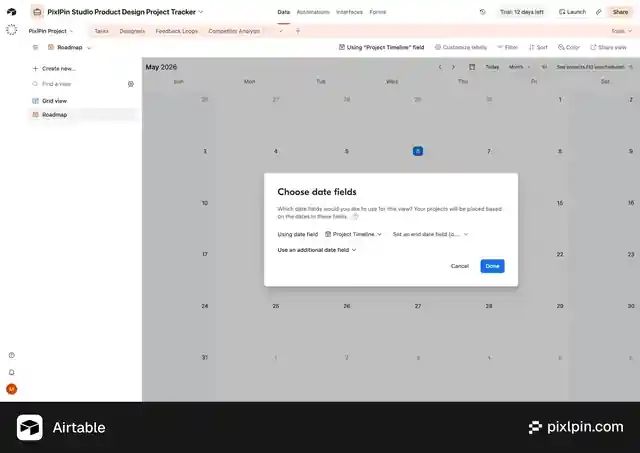 PixlPin Studio Product Design Project Tracker
Data Automations Interfaces Forms
Trial: 12 days left
Launch
Share
PixlPin Project
Tasks
Designers
Feedback Loops
Competitor Analysis
Tools
Roadmap
Using "Project Timeline" field
Customize labels
Filter
Sort
Color
Share view
Create new...
Find a view
Grid view
Roadmap
May 2026
Today
Month
See records
Sun Mon Tue Wed Thu Fri Sat
26 27 28 29 30 1 2
3 4 5 6 7 8 9
10 15 16
17 22 23
24 25 26 27 28 29 30
31 1 3 4 5 6
Choose date fields
Which date fields would you like to use for this view? Your projects will be placed based
on the dates in these fields.
Using date field
Project Timeline
Set an end date field (o...
Use an additional date field
Cancel
Done
Airtable
pixlpin.com